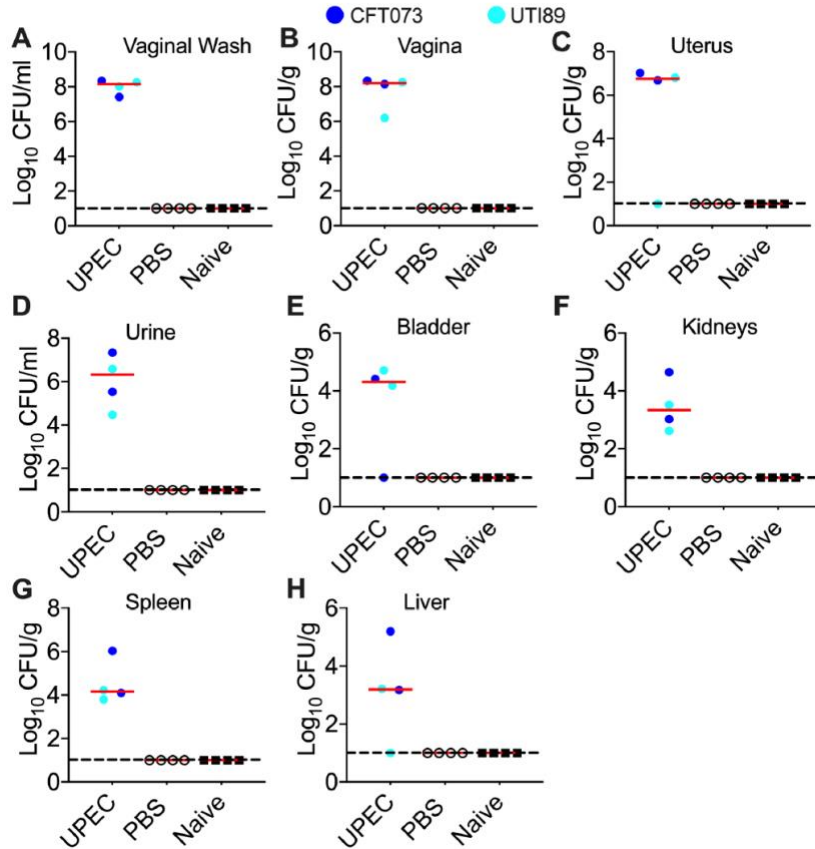 CFT073 UTI89
A Vaginal Wash
Log10 CFU/ml
10
8
6
4
2
0
UPEC
PBS
Naive
B Vagina
Log10 CFU/g
10
8
6
4
2
0
UPEC
PBS
Naive
C Uterus
Log10 CFU/g
8
6
4
2
0
UPEC
PBS
Naive
D Urine
Log10 CFU/ml
8
6
4
2
0
UPEC
PBS
Naive
E Bladder
Log10 CFU/g
6
4
2
0
UPEC
PBS
Naive
F Kidneys
Log10 CFU/g
6
4
2
0
UPEC
PBS
Naive
G Spleen
Log10 CFU/g
8
6
4
2
0
UPEC
PBS
Naive
H Liver
Log10 CFU/g
6
4
2
0
UPEC
PBS
Naive